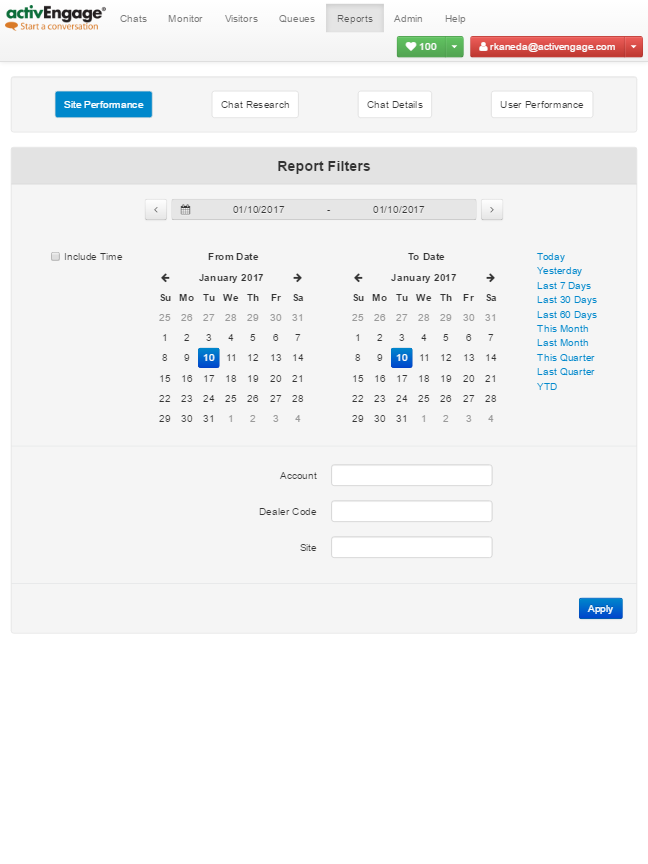 activEngage®
Start a conversation
Chats Monitor Visitors Queues Reports Admin Help
100 rkaneda@activengage.com
Site Performance Chat Research Chat Details User Performance
Report Filters
01/10/2017 - 01/10/2017
Include Time
From Date
January 2017
Su Mo Tu We Th Fr Sa
25 26 27 28 29 30 31
1 2 3 4 5 6 7
8 9 10 11 12 13 14
15 16 17 18 19 20 21
22 23 24 25 26 27 28
29 30 31 1 2 3 4
To Date
January 2017
Su Mo Tu We Th Fr Sa
25 26 27 28 29 30 31
1 2 3 4 5 6 7
8 9 10 11 12 13 14
15 16 17 18 19 20 21
22 23 24 25 26 27 28
29 30 31 1 2 3 4
Today
Yesterday
Last 7 Days
Last 30 Days
Last 60 Days
This Month
Last Month
This Quarter
Last Quarter
YTD
Account
Dealer Code
Site
Apply